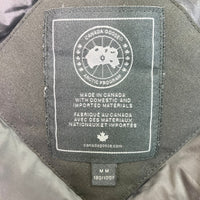 CANADA GOOSE
ARCTIC PROGRAM
MADE IN CANADA
WITH DOMESTIC AND
IMPORTED MATERIALS
FABRIQUÉ AU CANADA
AVEC DES MATÉRIAUX
NATIONAUX ET IMPORTÉS
canadagoose.com
M/M